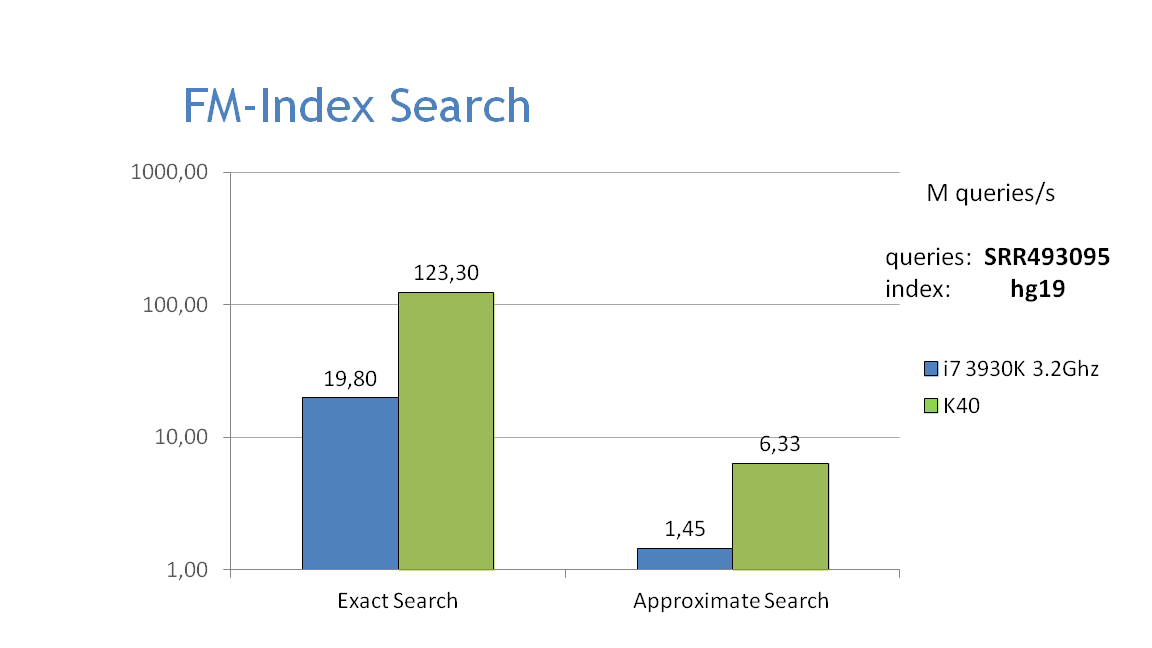 FM-Index Search
1000,00
100,00
10,00
1,00
19,80
123,30
1,45
6,33
Exact Search
Approximate Search
M queries/s
queries: SRR493095
index: hg19
i7 3930K 3.2Ghz
K40